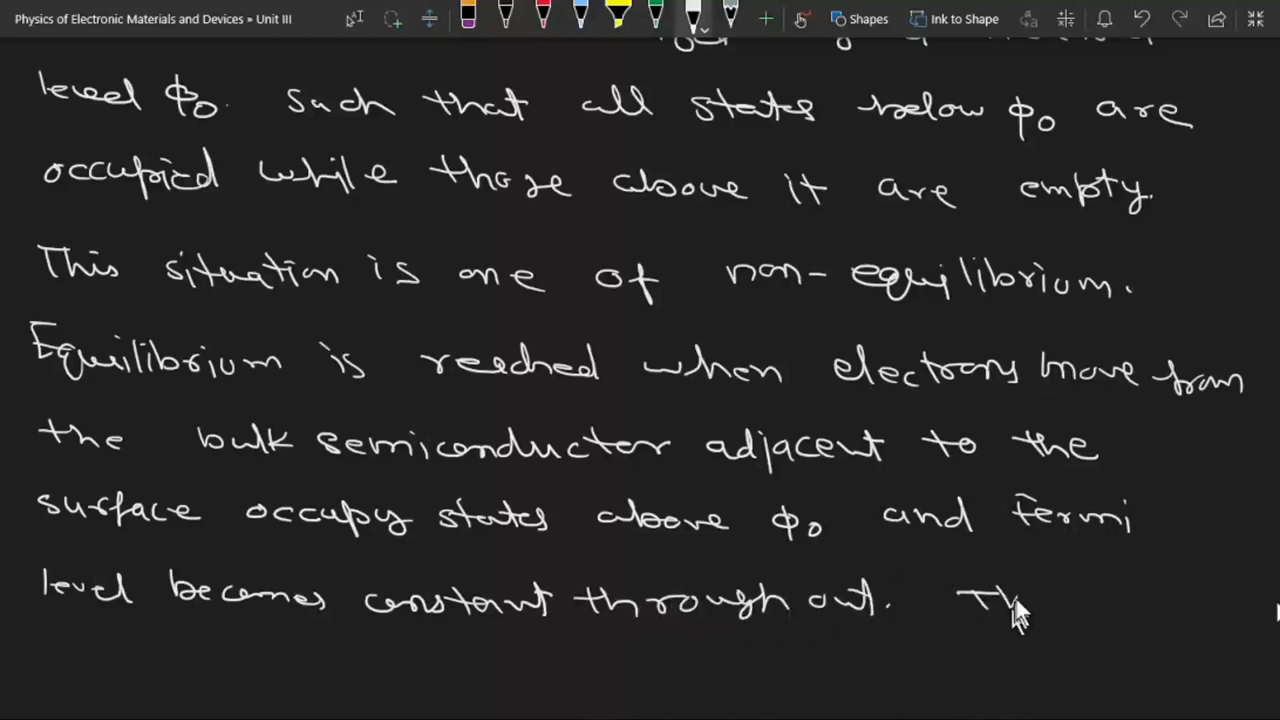 Physics of Electronic Materials and Devices » Unit III
Shapes
Ink to Shape
level φ0. Such that all states below φ0 are
occupied while those above it are empty.
This situation is one of non-equilibrium.
Equilibrium is reached when electrons move from
the bulk semiconductor adjacent to the
surface occupy states above φ0 and Fermi
level becomes constant through out. Th